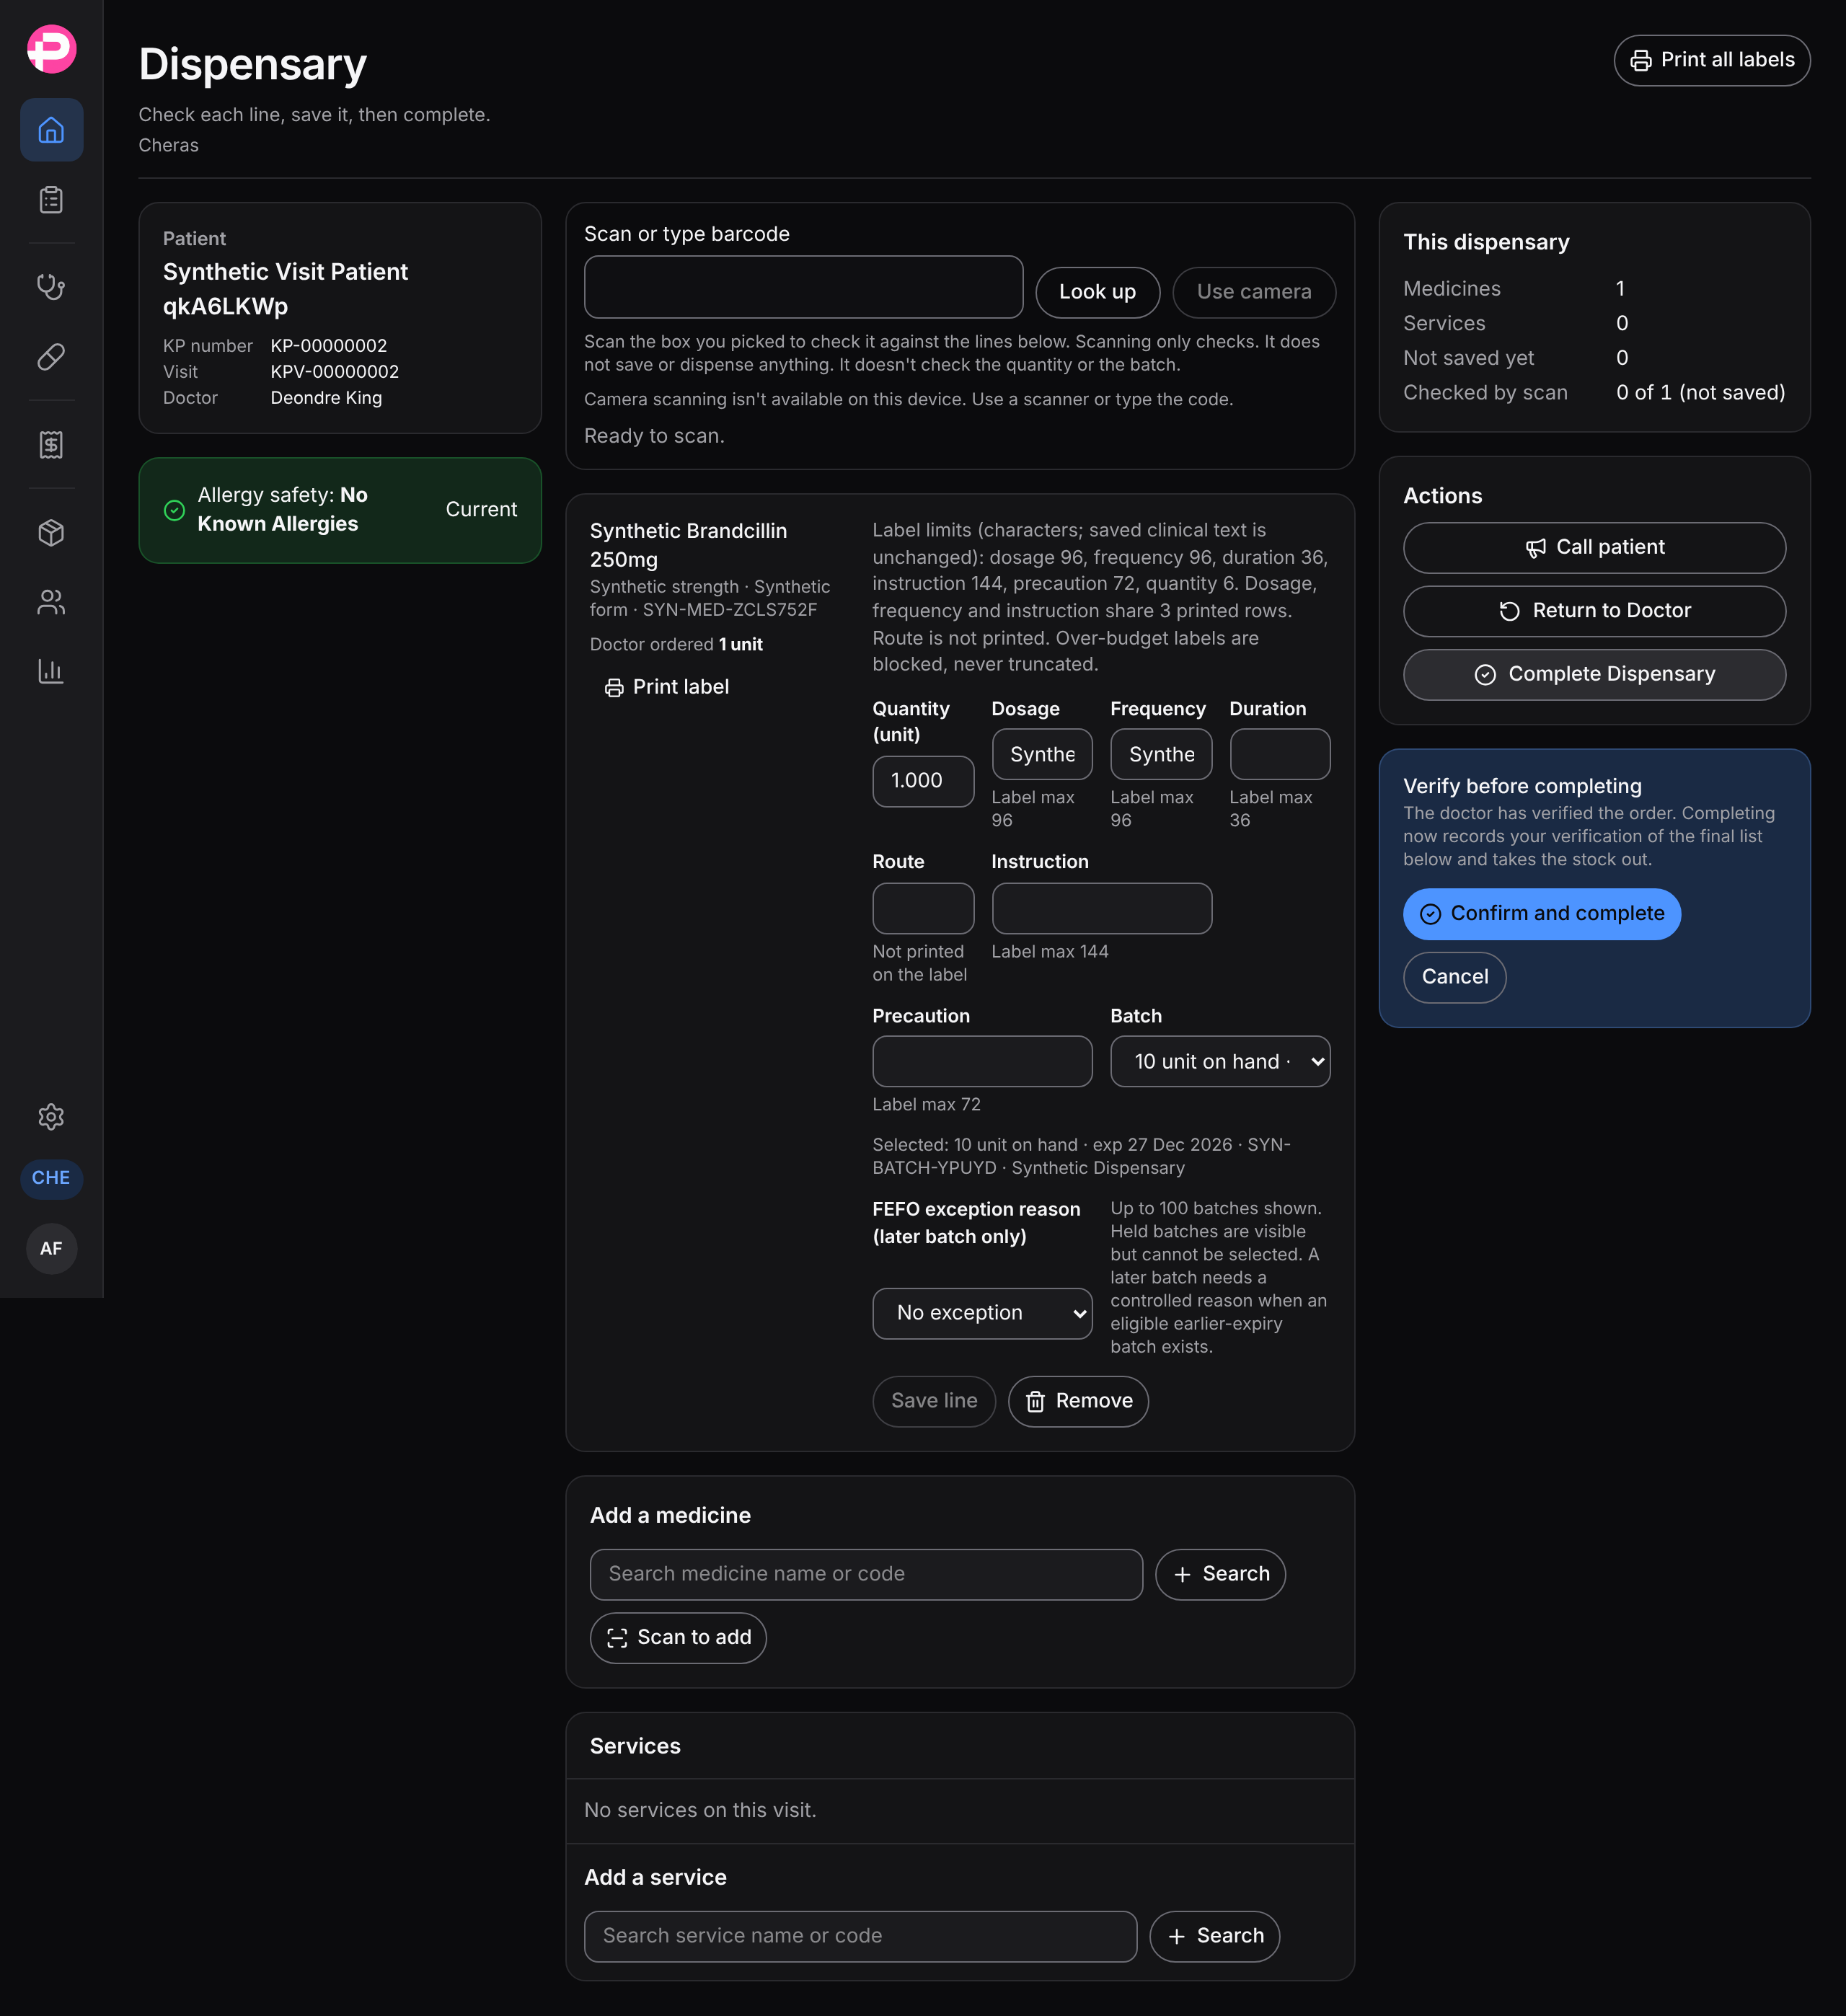 Dispensary
Check each line, save it, then complete.
Cheras
Print all labels
CHE
AF
Patient
Synthetic Visit Patient
qkA6LKWp
KP number KP-00000002
Visit KPV-00000002
Doctor Deondre King
Allergy safety: No
Known Allergies
Current
Scan or type barcode
Look up
Use camera
Scan the box you picked to check it against the lines below. Scanning only checks. It does
not save or dispense anything. It doesn't check the quantity or the batch.
Camera scanning isn't available on this device. Use a scanner or type the code.
Ready to scan.
Synthetic Brandcillin
250mg
Synthetic strength · Synthetic
form · SYN-MED-ZCLS752F
Doctor ordered 1 unit
Print label
Label limits (characters; saved clinical text is
unchanged): dosage 96, frequency 96, duration 36,
instruction 144, precaution 72, quantity 6. Dosage,
frequency and instruction share 3 printed rows.
Route is not printed. Over-budget labels are
blocked, never truncated.
Quantity
(unit)
1.000
Dosage
Synthe
Label max
96
Frequency
Synthe
Label max
96
Duration
Label max
36
Route
Not printed
on the label
Instruction
Label max 144
Precaution
Label max 72
Batch
10 unit on hand ·
Selected: 10 unit on hand · exp 27 Dec 2026 · SYN-
BATCH-YPUYD · Synthetic Dispensary
FEFO exception reason
(later batch only)
No exception
Up to 100 batches shown.
Held batches are visible
but cannot be selected. A
later batch needs a
controlled reason when an
eligible earlier-expiry
batch exists.
Save line
Remove
Add a medicine
Search medicine name or code
Search
Scan to add
Services
No services on this visit.
Add a service
Search service name or code
Search
This dispensary
Medicines 1
Services 0
Not saved yet 0
Checked by scan 0 of 1 (not saved)
Actions
Call patient
Return to Doctor
Complete Dispensary
Verify before completing
The doctor has verified the order. Completing
now records your verification of the final list
below and takes the stock out.
Confirm and complete
Cancel